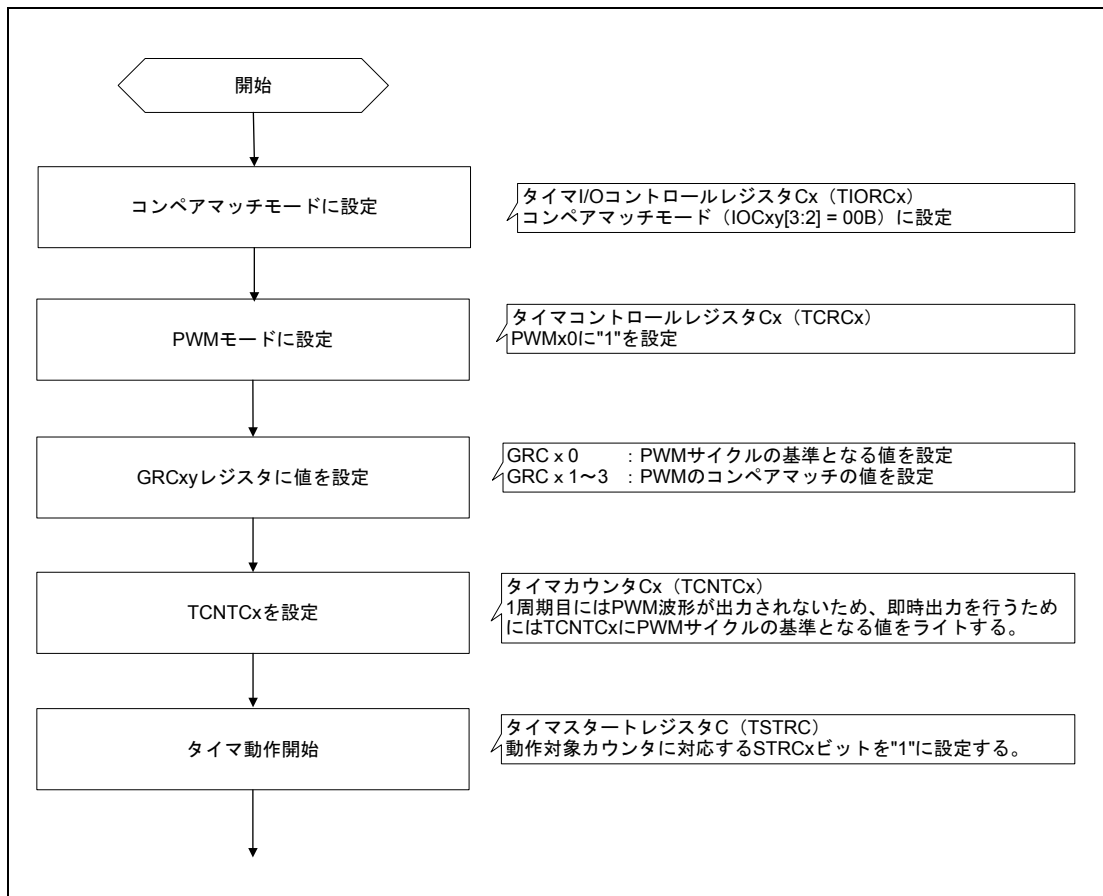 開始
コンペアマッチモードに設定
タイマI/OコントロールレジスタCx（TIORCx）
コンペアマッチモード（IOCxy[3:2] = 00B）に設定
PWMモードに設定
タイマコントロールレジスタCx（TCRCx）
PWMx0に"1"を設定
GRCxyレジスタに値を設定
GRC x 0　　：PWMサイクルの基準となる値を設定
GRC x 1～3　：PWMのコンペアマッチの値を設定
TCNTCxを設定
タイマカウンタCx（TCNTCx）
1周期目にはPWM波形が出力されないため、即時出力を行うため
にはTCNTCxにPWMサイクルの基準となる値をライトする。
タイマ動作開始
タイマスタートレジスタC（TSTRC）
動作対象カウンタに対応するSTRCxビットを"1"に設定する。